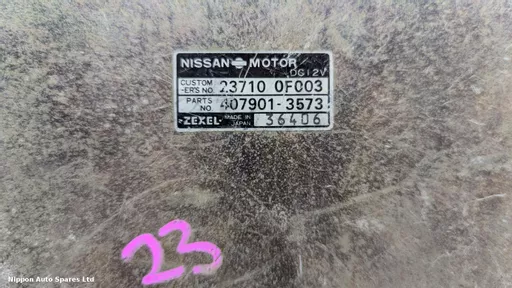 NISSAN MOTOR
DC12V
CUSTOM-ER'S NO. 23710 0F003
PARTS NO. 407901-3573
ZEXEL MADE IN JAPAN 36406
23
Nippon Auto Spares Ltd